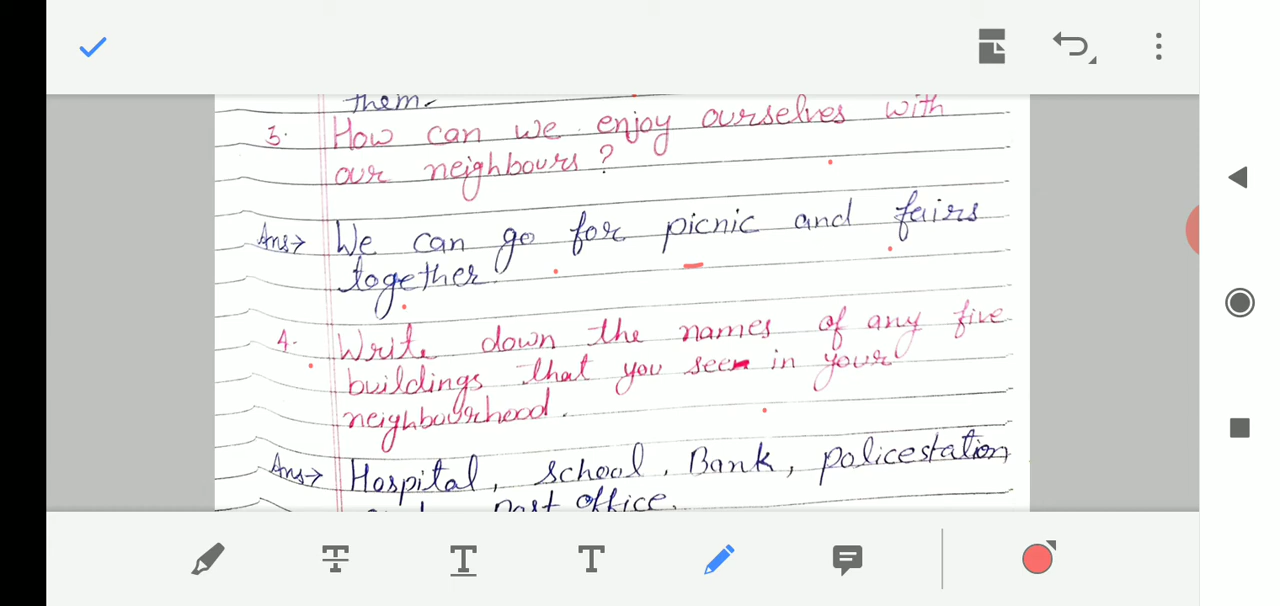 them.
3. How can we enjoy ourselves with
our neighbours?
Ans→ We can go for picnic and fairs
together.
4. Write down the names of any five
buildings that you see in your
neighbourhood.
Ans→ Hospital, school, Bank, policestation
and post office.
T T T